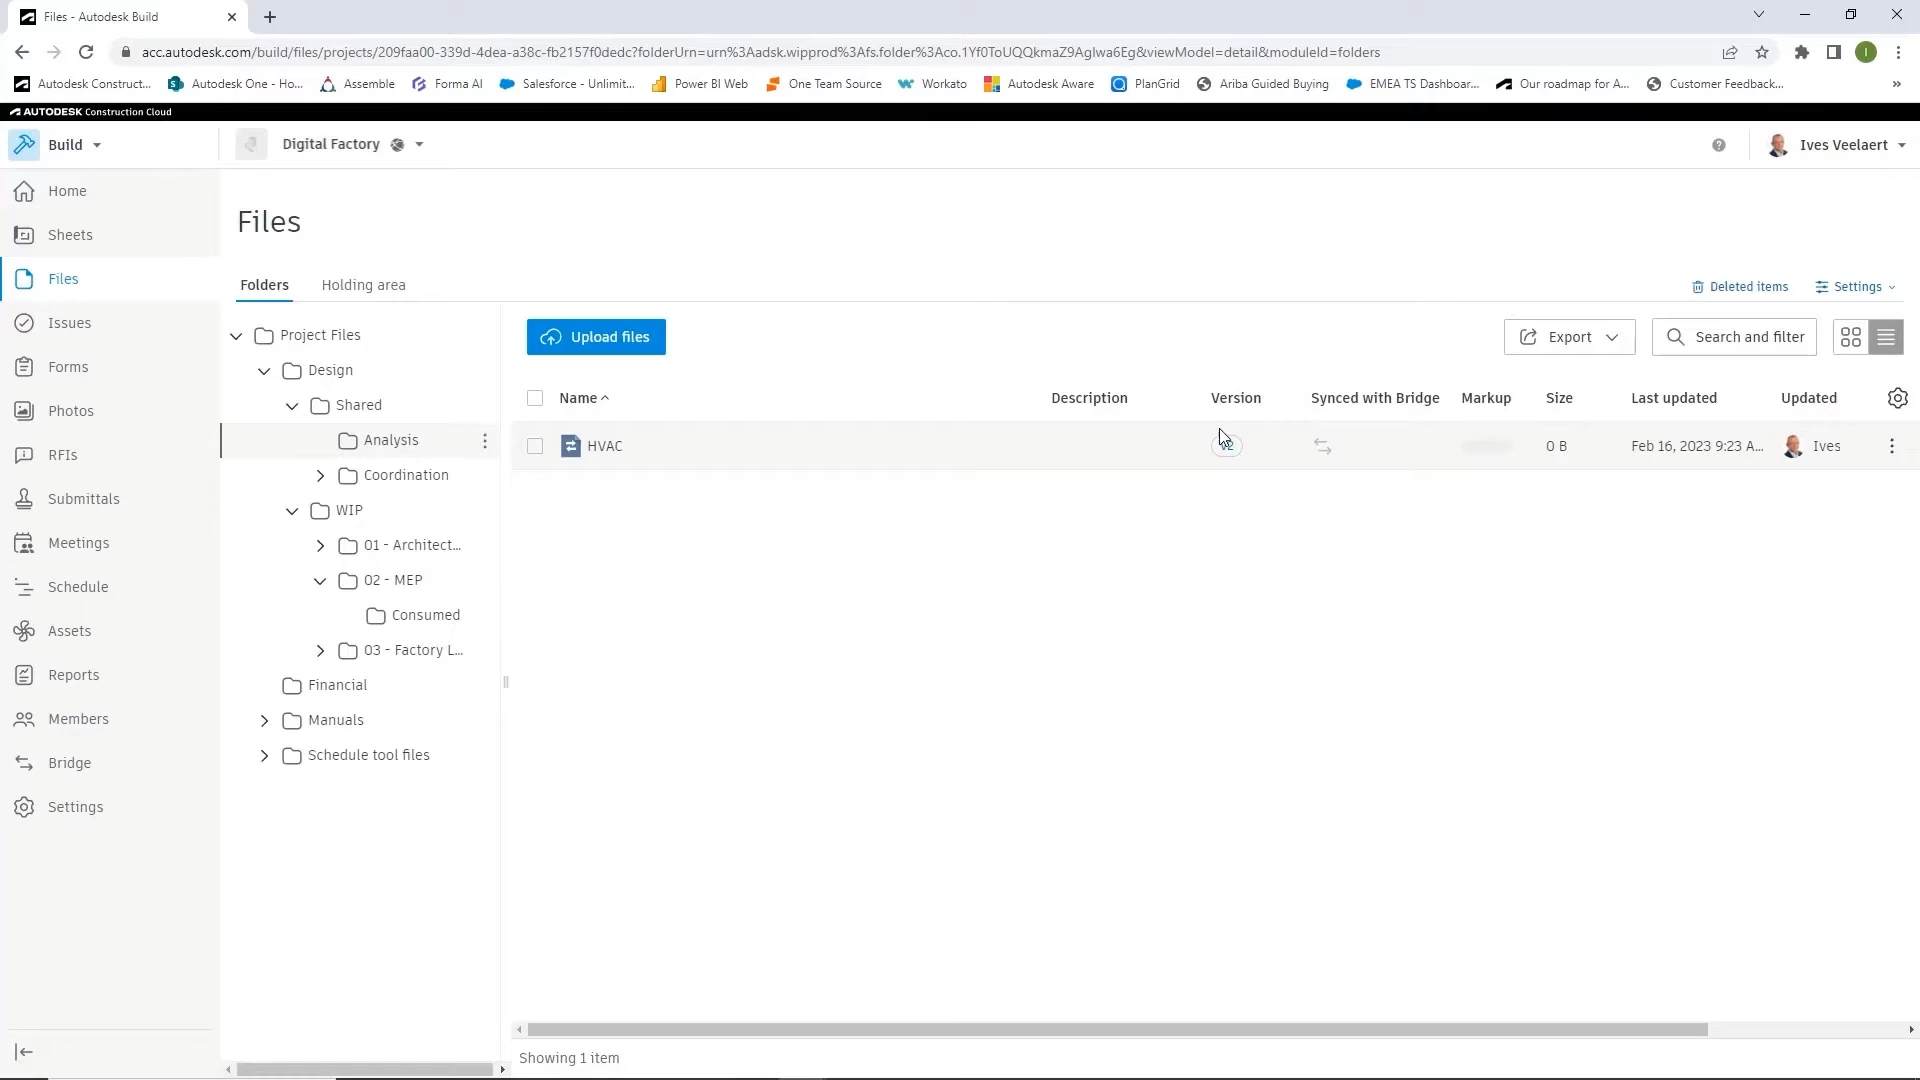 Files - Autodesk Build
acc.autodesk.com/build/files/projects/209faa00-339d-4dea-a38c-fb2157f0dedc?folderUrn=urn%3Aadsk.wipprod%3Afs.folder%3Aco.1Yf0ToUQQkmaZ9AgIwa6Eg&viewModel=detail&moduleId=folders
I
Autodesk Construct... Autodesk One - Ho... Assemble Forma AI Salesforce - Unlimit... Power BI Web One Team Source Workato Autodesk Aware PlanGrid Ariba Guided Buying EMEA TS Dashboar... Our roadmap for A... Customer Feedback... »
AUTODESK Construction Cloud
Build Digital Factory Ives Veelaert
Home
Sheets
Files
Issues
Forms
Photos
RFIs
Submittals
Meetings
Schedule
Assets
Reports
Members
Bridge
Settings
Files
Folders Holding area Deleted items Settings
Project Files
Design
Shared
Analysis
Coordination
WIP
01 - Architect...
02 - MEP
Consumed
03 - Factory L...
Financial
Manuals
Schedule tool files
Upload files Export Search and filter
Name Description Version Synced with Bridge Markup Size Last updated Updated
HVAC 0 B Feb 16, 2023 9:23 A... Ives
Showing 1 item